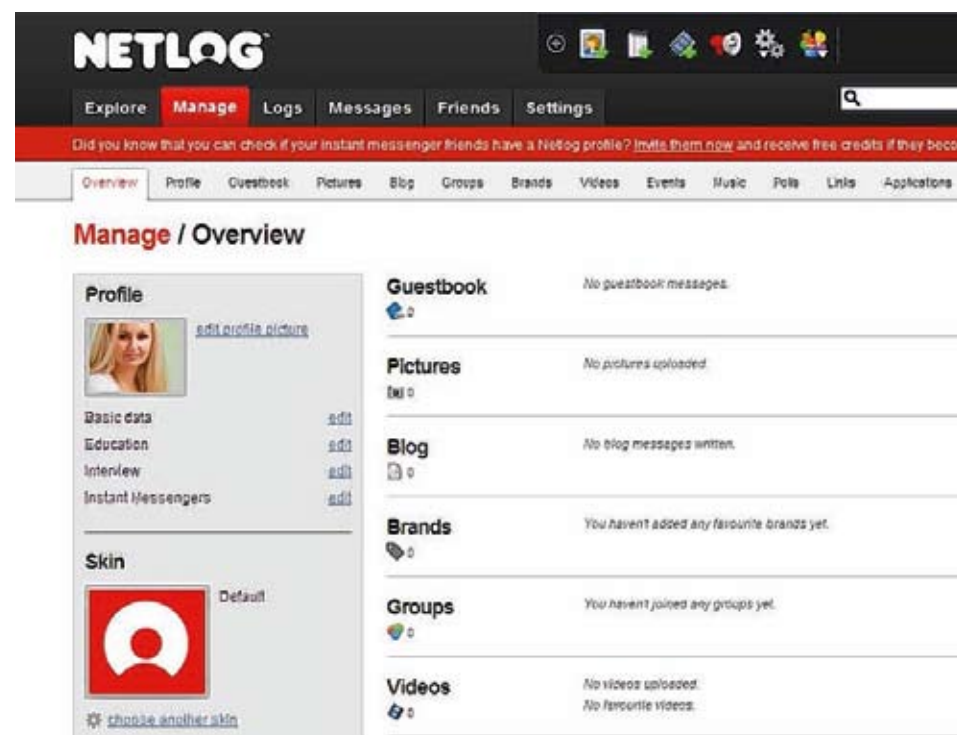 NETLOG
Explore Manage Logs Messages Friends Settings
Did you know that you can check if your instant messenger friends have a Netlog profile? Invite them now and receive free credits if they beco
Overview Profile Guestbook Pictures Blog Groups Brands Videos Events Music Polls Links Applications
Manage / Overview
Profile
edit profile picture
Basic data edit
Education edit
Interview edit
Instant Messengers edit
Skin
Default
choose another skin
Guestbook
No guestbook messages.
0
Pictures
No pictures uploaded.
0
Blog
No blog messages written.
0
Brands
You haven't added any favourite brands yet.
0
Groups
You haven't joined any groups yet.
0
Videos
No videos uploaded.
0
No favourite videos.